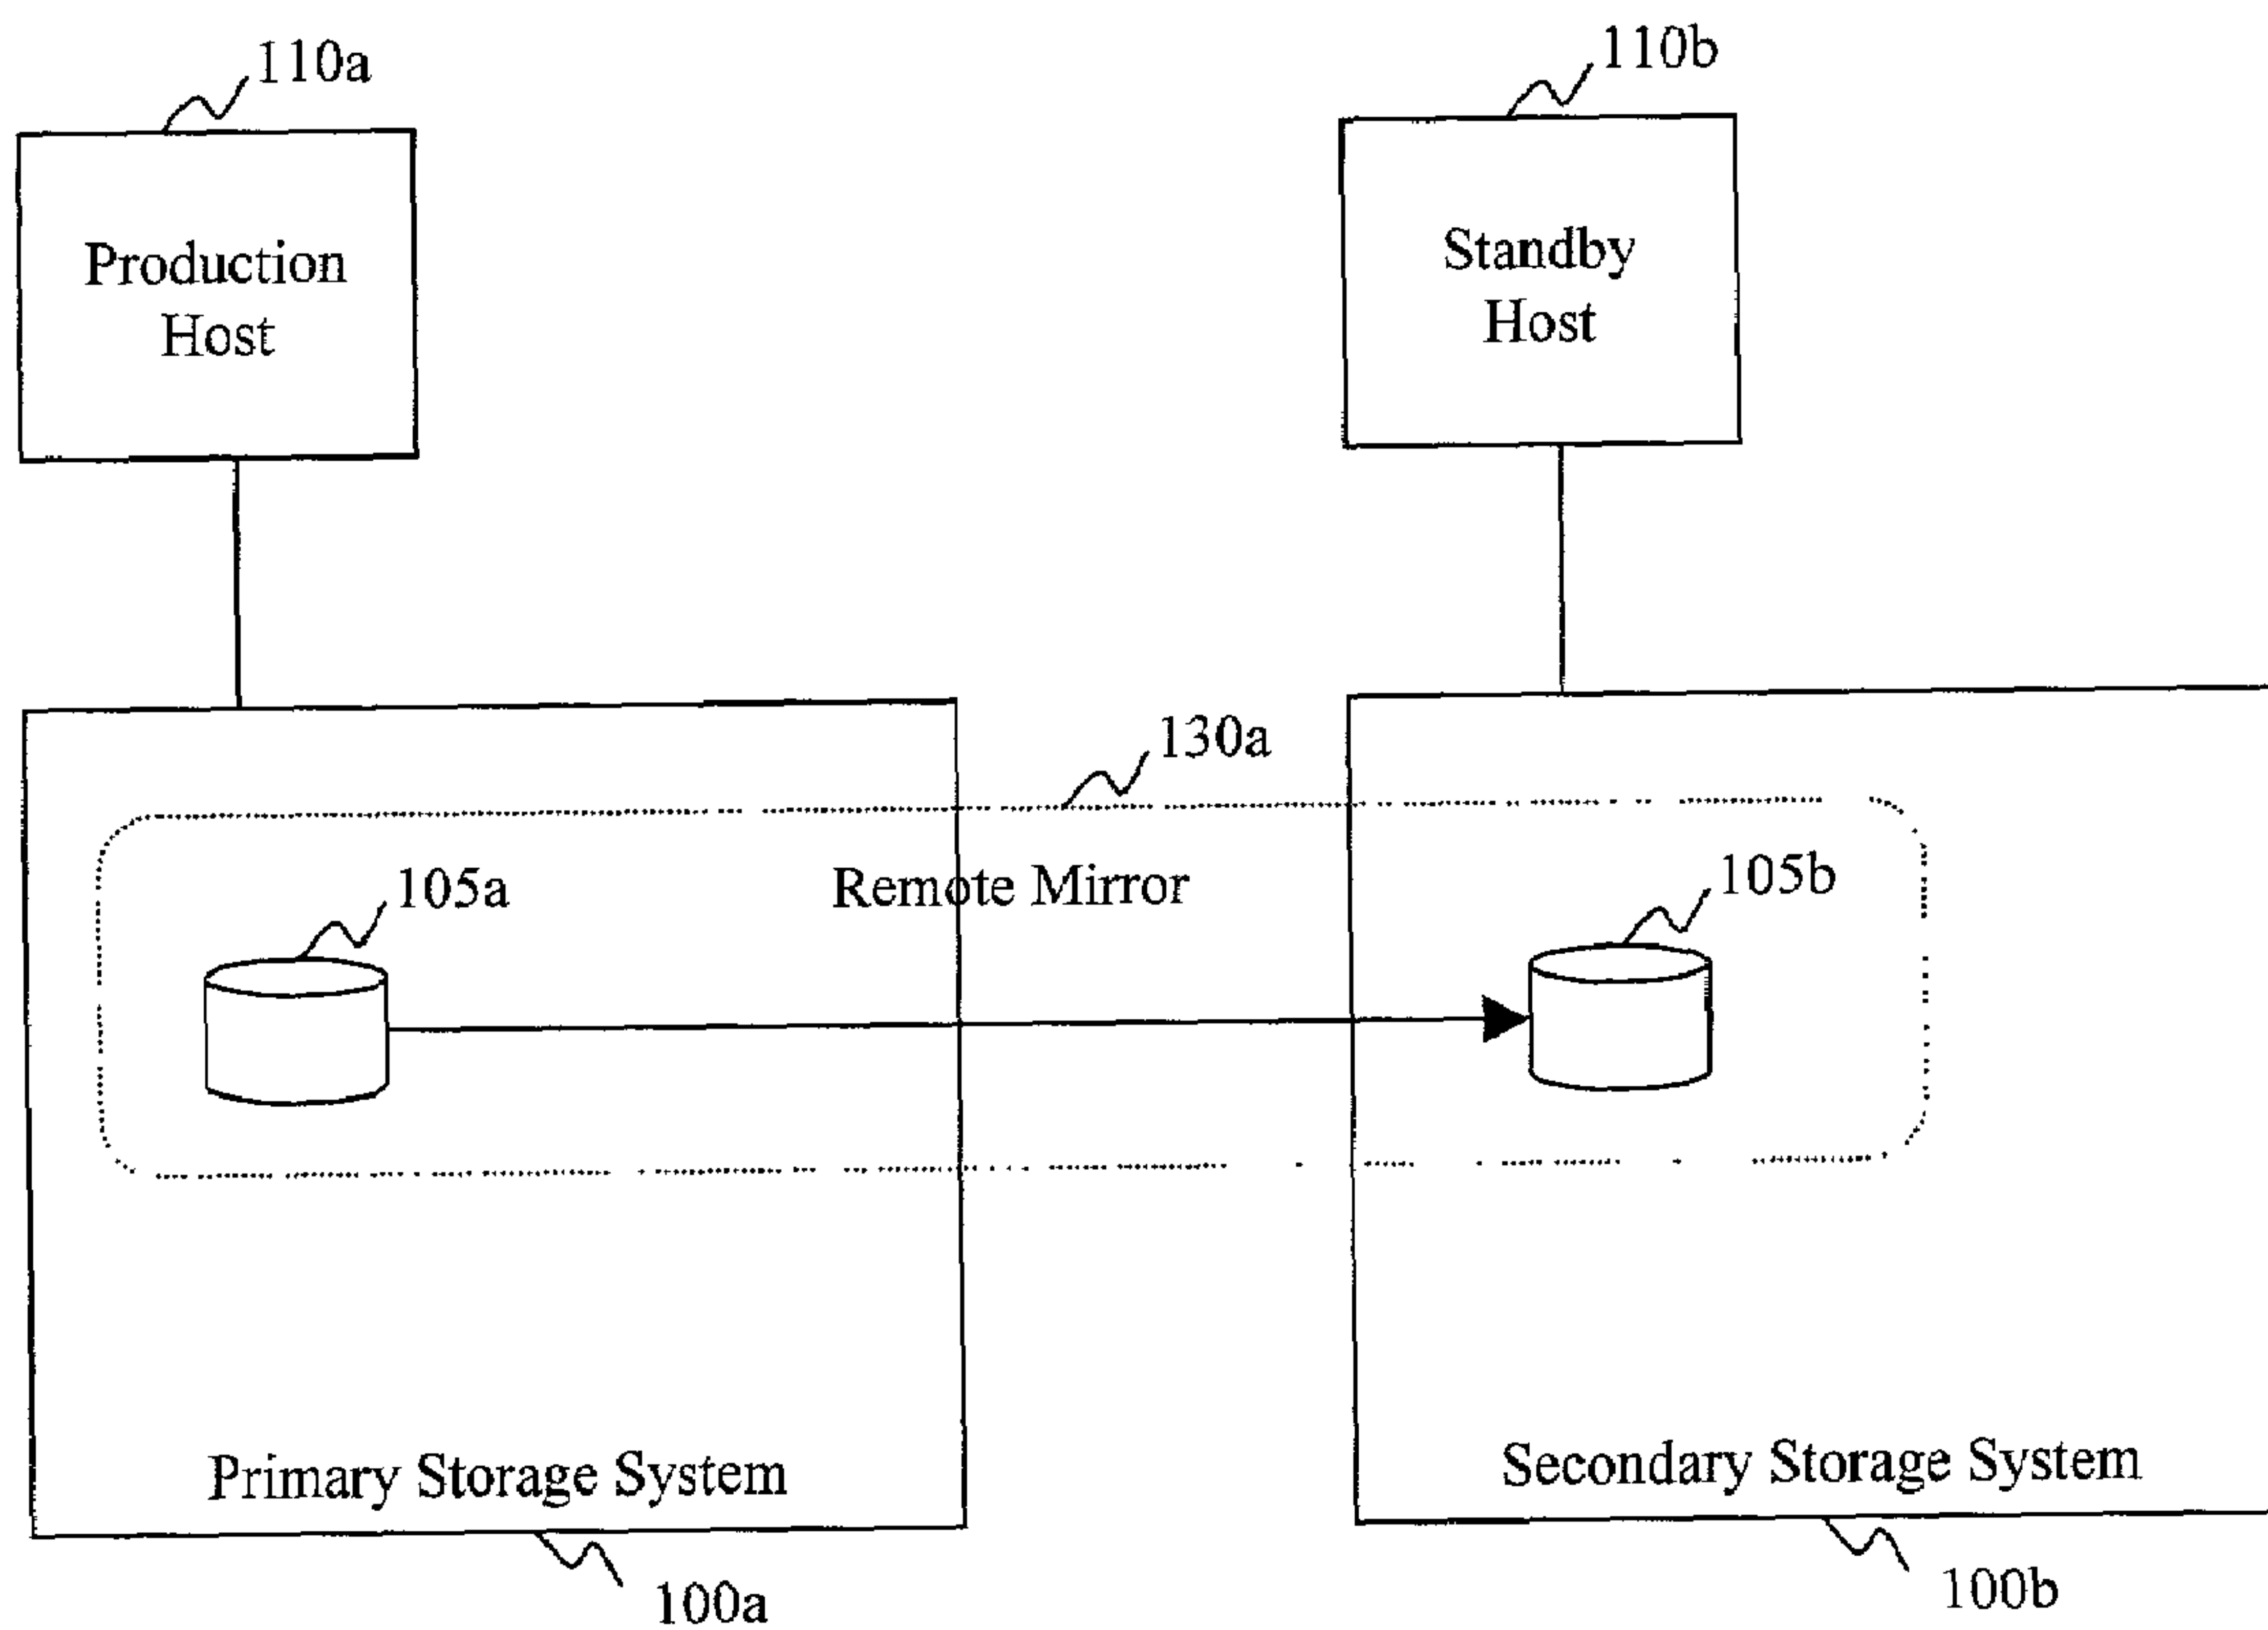 110a
110b
Production
Host
Standby
Host
130a
Remote Mirror
105a
105b
Primary Storage System
Secondary Storage System
100a
100b